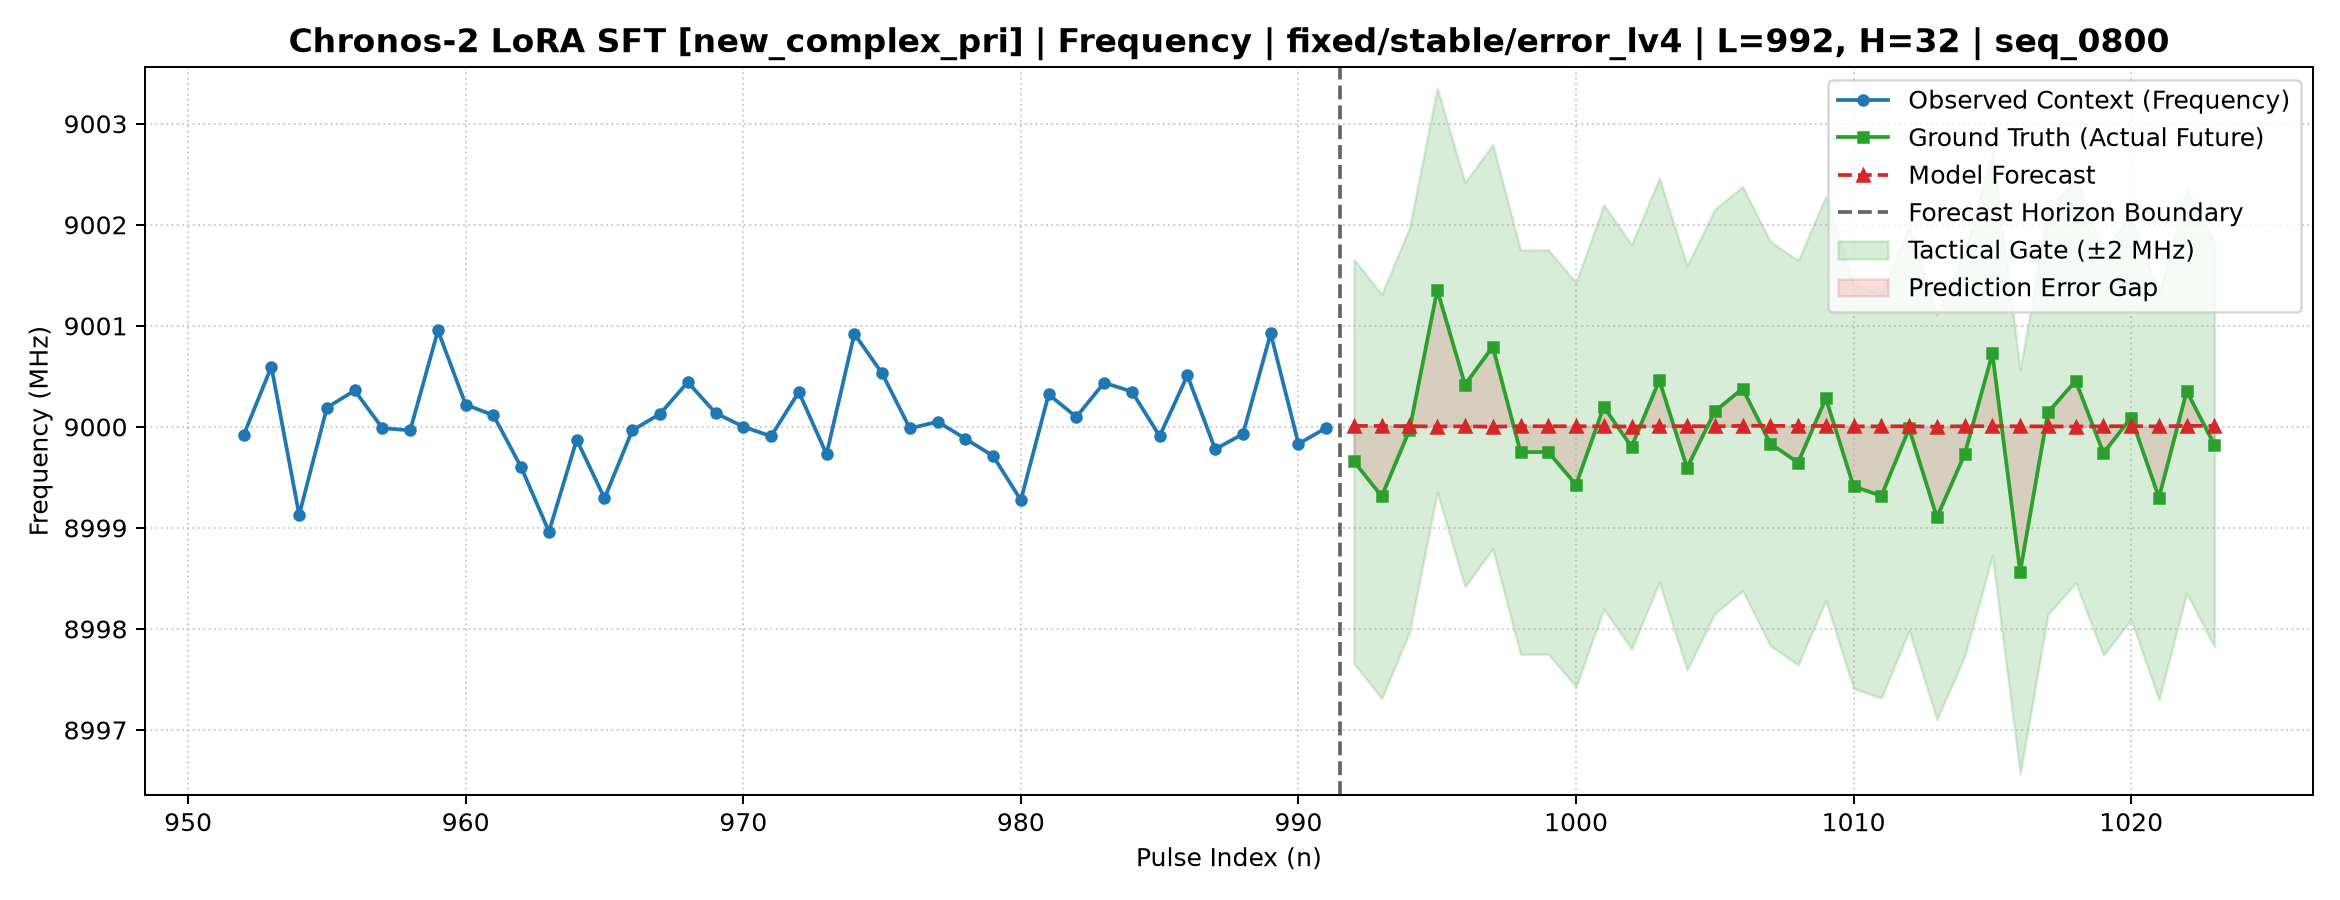 Chronos-2 LoRA SFT [new_complex_pri] | Frequency | fixed/stable/error_lv4 | L=992, H=32 | seq_0800
Observed Context (Frequency)
Ground Truth (Actual Future)
Model Forecast
Forecast Horizon Boundary
Tactical Gate (±2 MHz)
Prediction Error Gap
Frequency (MHz)
9003
9002
9001
9000
8999
8998
8997
950 960 970 980 990 1000 1010 1020
Pulse Index (n)